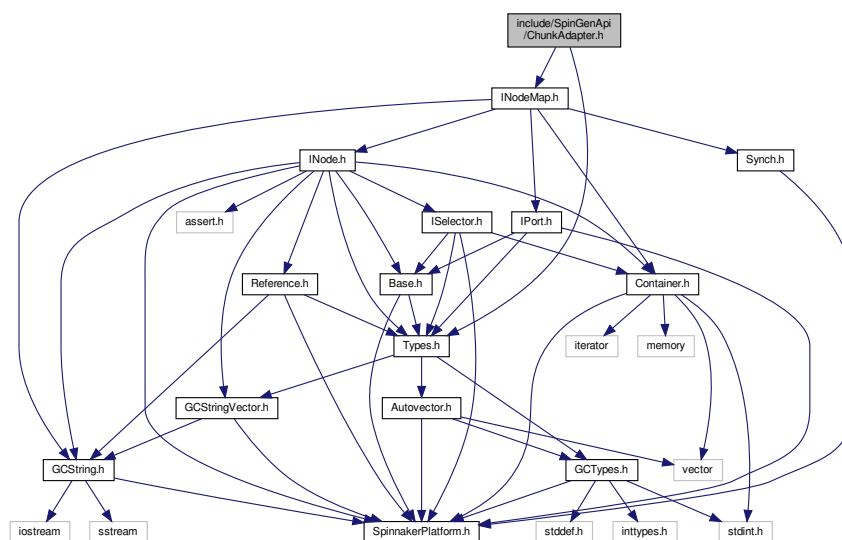 include/SpinGenApi
/ChunkAdapter.h
INodeMap.h
INode.h
Synch.h
assert.h
ISelector.h
IPort.h
Reference.h
Base.h
Container.h
Types.h
iterator
memory
GCStringVector.h
Autovector.h
GCString.h
GCTypes.h
vector
iostream
sstream
SpinnakerPlatform.h
stddef.h
inttypes.h
stdint.h